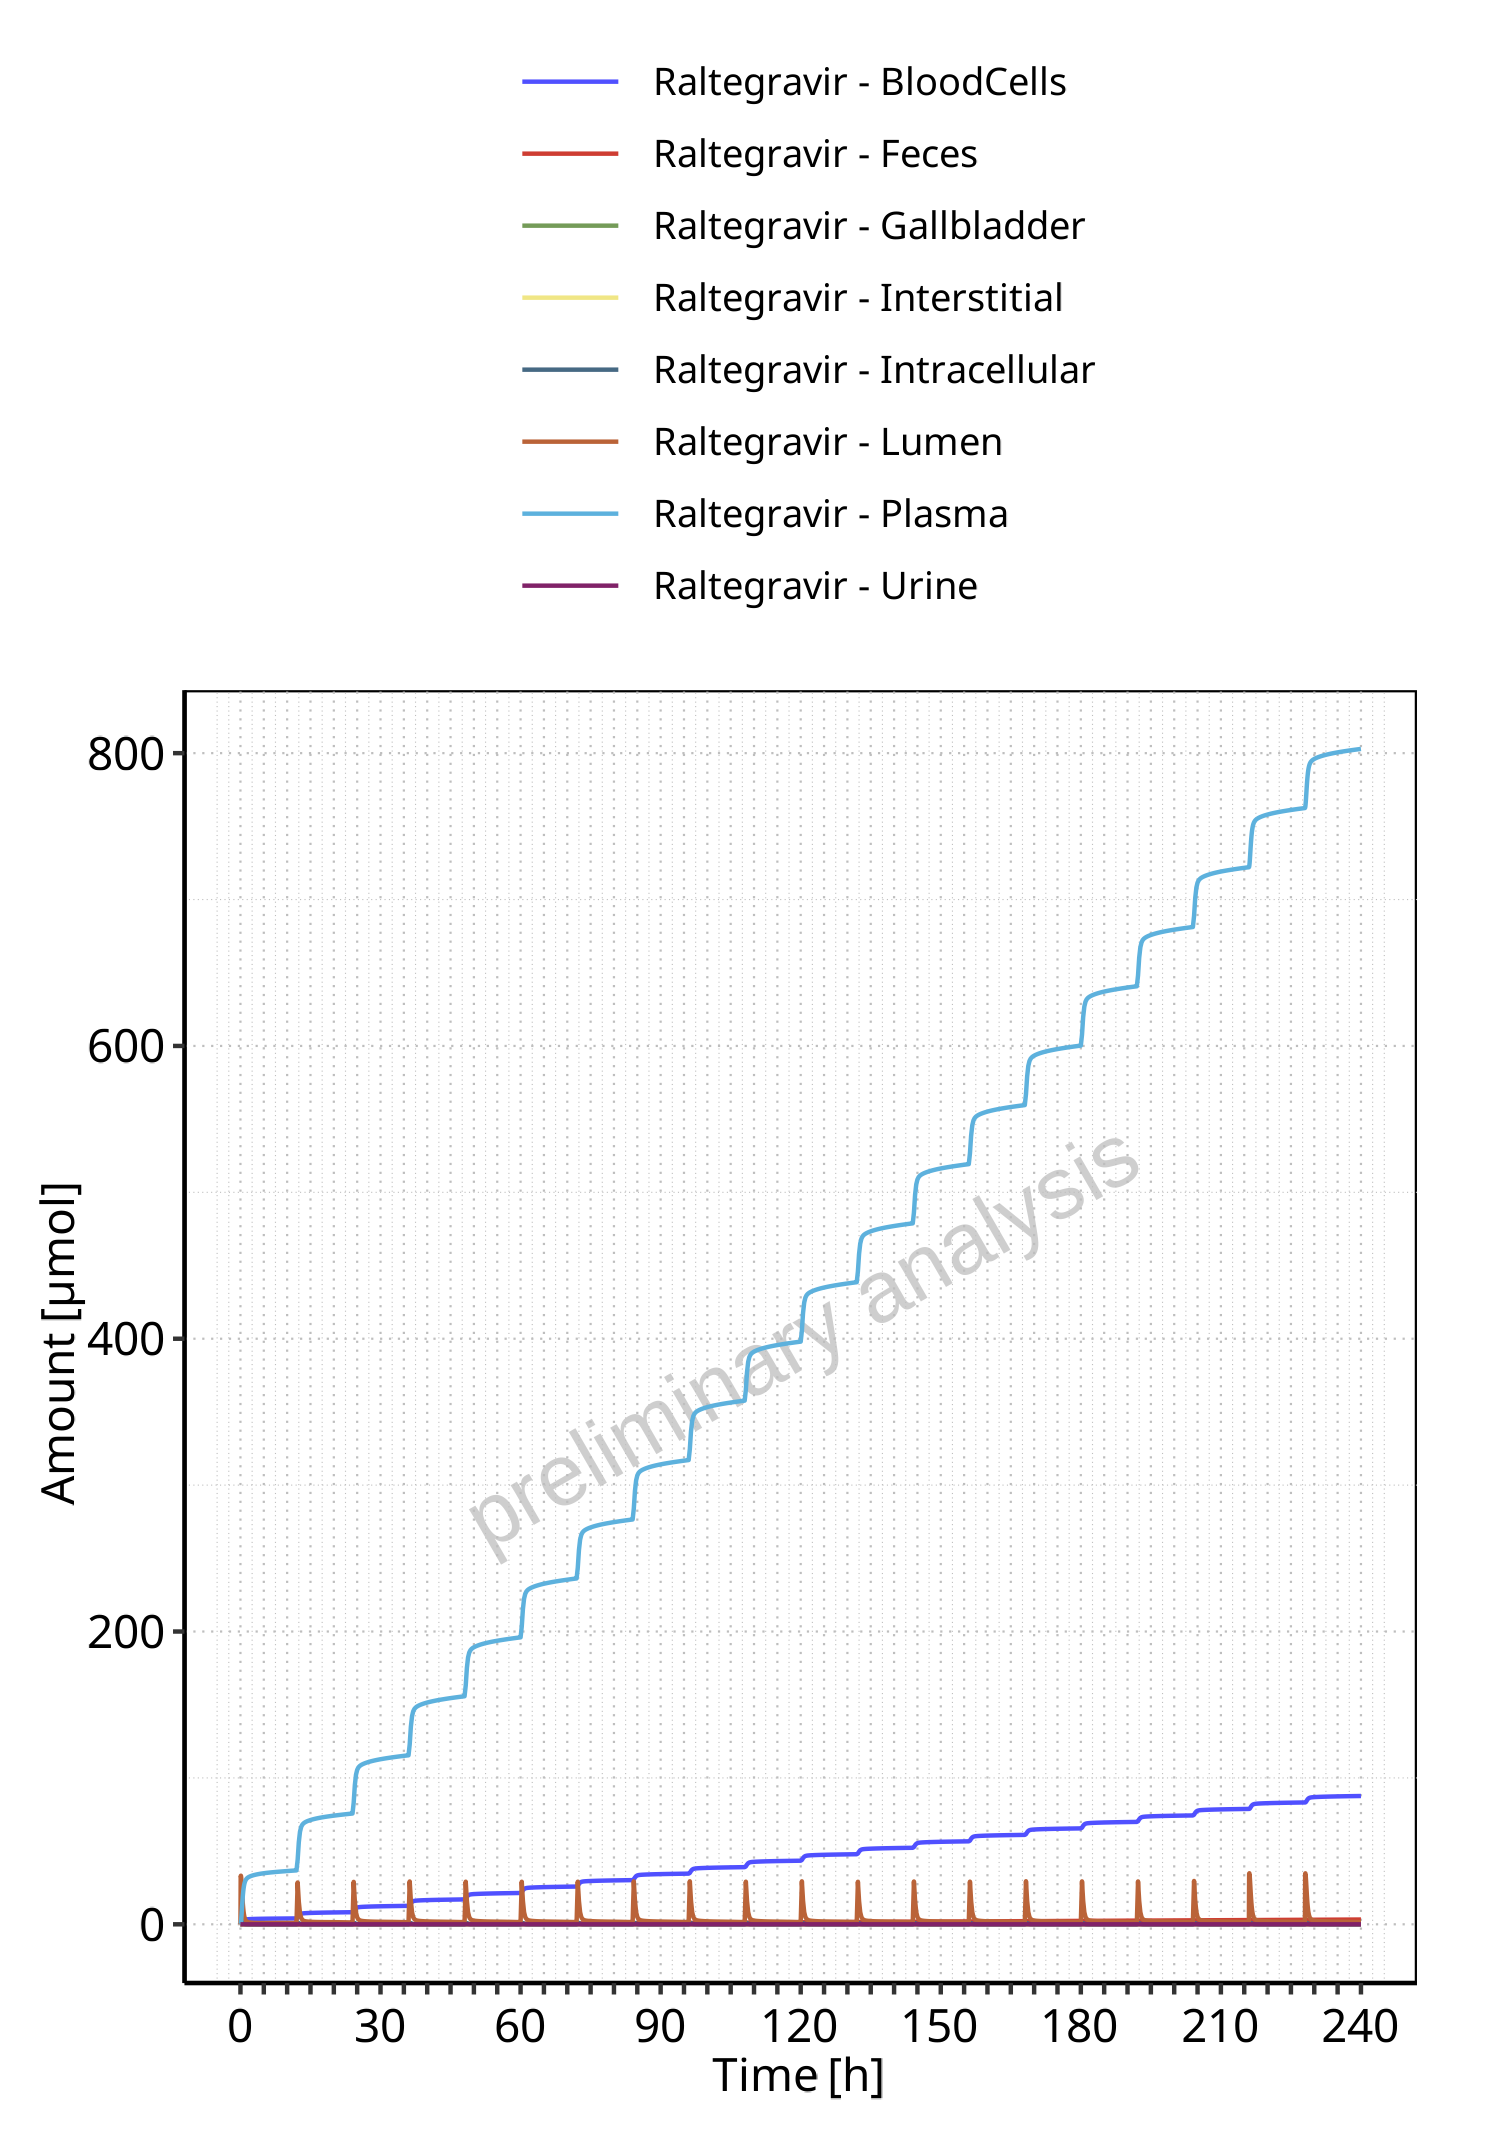 Raltegravir - BloodCells
Raltegravir - Feces
Raltegravir - Gallbladder
Raltegravir - Interstitial
Raltegravir - Intracellular
Raltegravir - Lumen
Raltegravir - Plasma
Raltegravir - Urine
Amount [µmol]
800
600
400
200
0
preliminary analysis
0 30 60 90 120 150 180 210 240
Time [h]